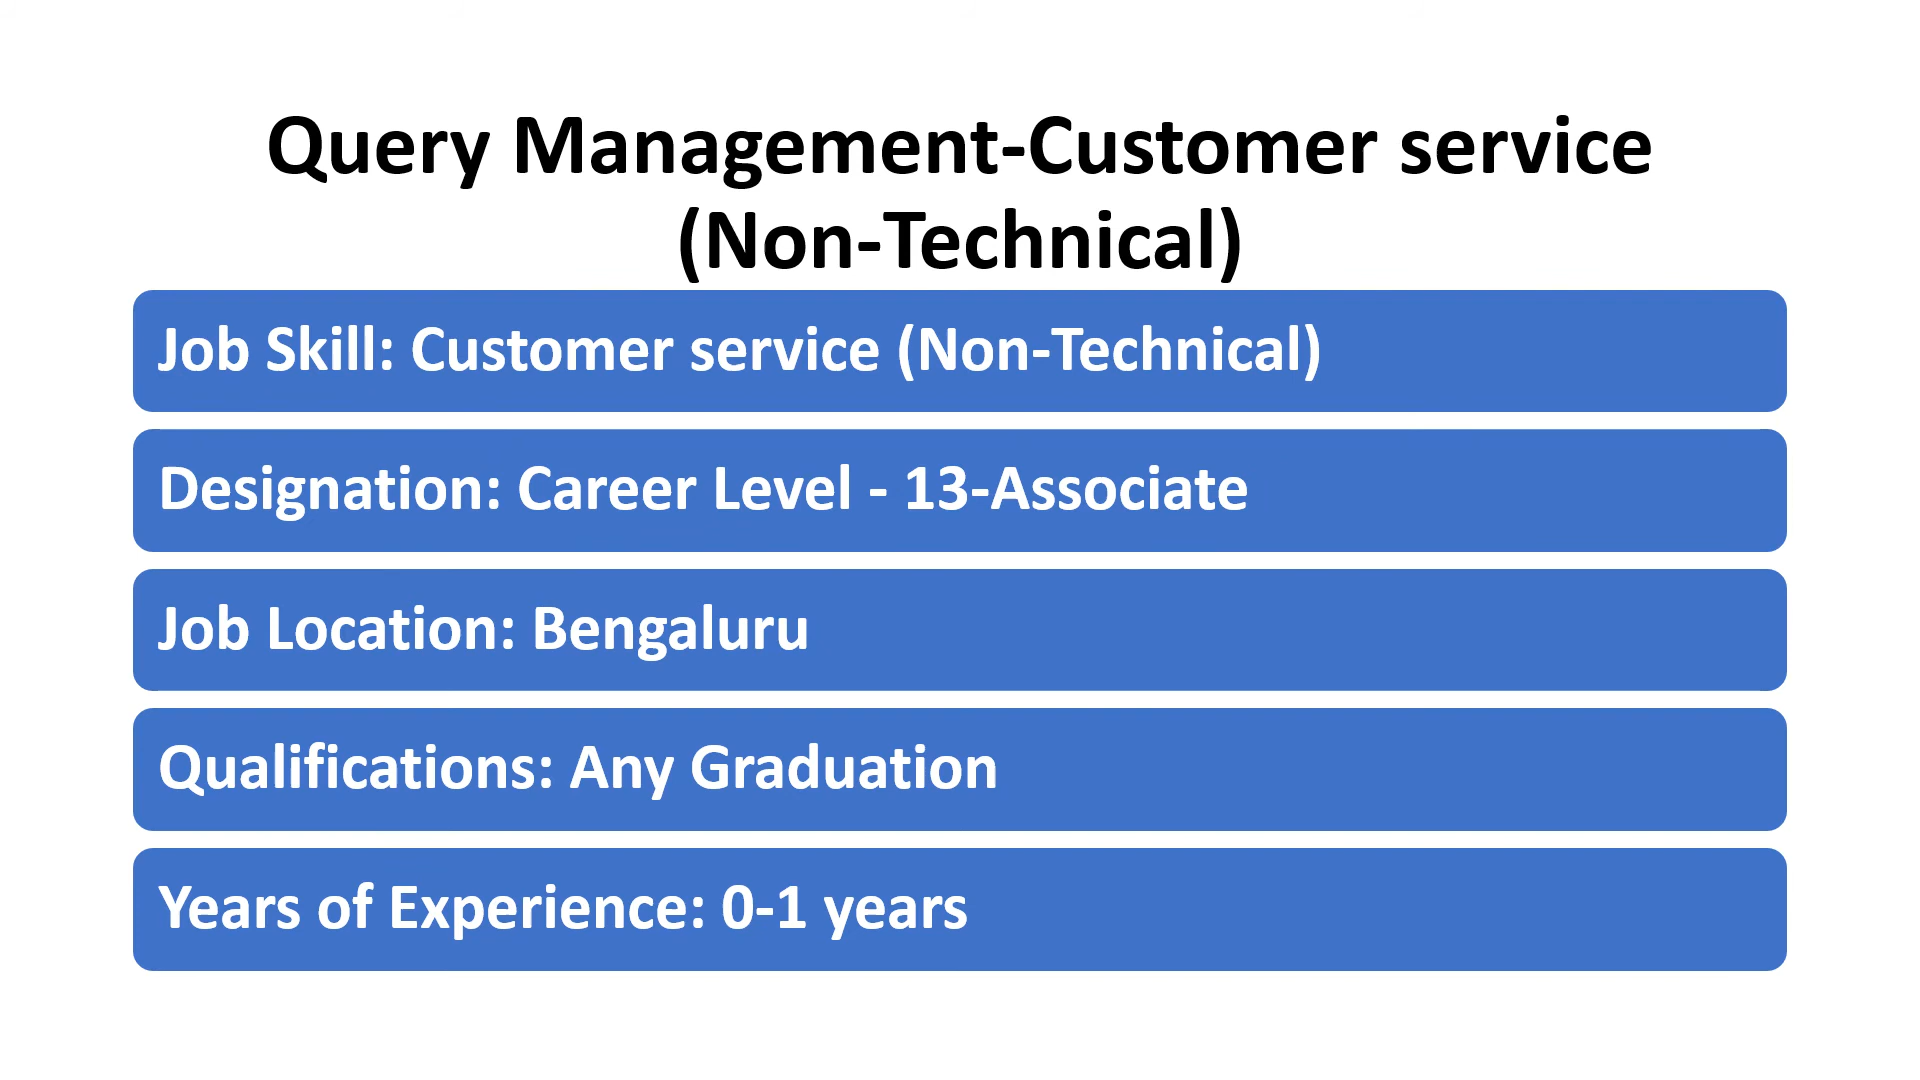 Query Management-Customer service
(Non-Technical)
Job Skill: Customer service (Non-Technical)
Designation: Career Level - 13-Associate
Job Location: Bengaluru
Qualifications: Any Graduation
Years of Experience: 0-1 years